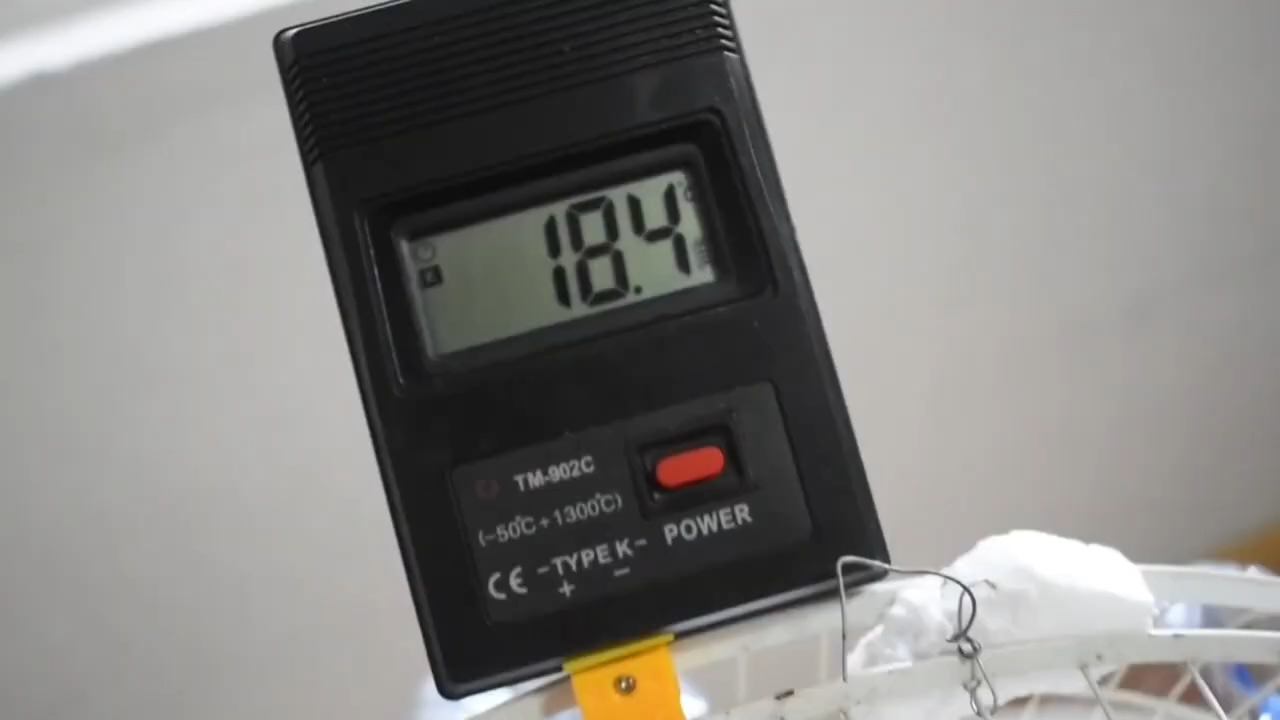 18.4
°C
K
TM-902C
(-50℃+1300℃)
POWER
CE -TYPE K-
+ −